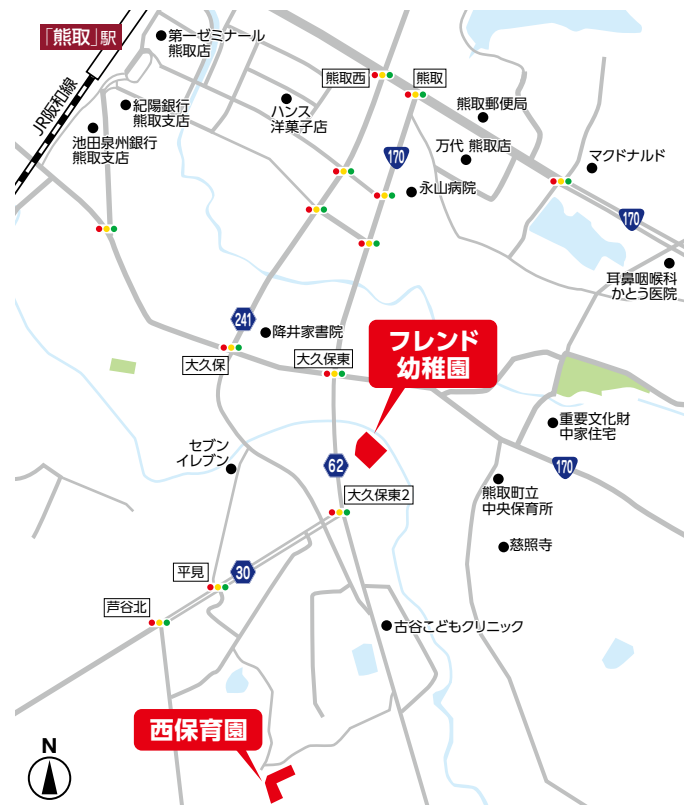 「熊取」駅
JR阪和線
第一ゼミナール
熊取店
紀陽銀行
熊取支店
池田泉州銀行
熊取支店
ハンス
洋菓子店
熊取西
熊取
熊取郵便局
万代 熊取店
マクドナルド
170
永山病院
170
耳鼻咽喉科
かとう医院
241
降井家書院
大久保
大久保東
フレンド
幼稚園
重要文化財
中家住宅
セブン
イレブン
62
170
熊取町立
中央保育所
大久保東2
慈照寺
平見
30
芦谷北
古谷こどもクリニック
西保育園
N